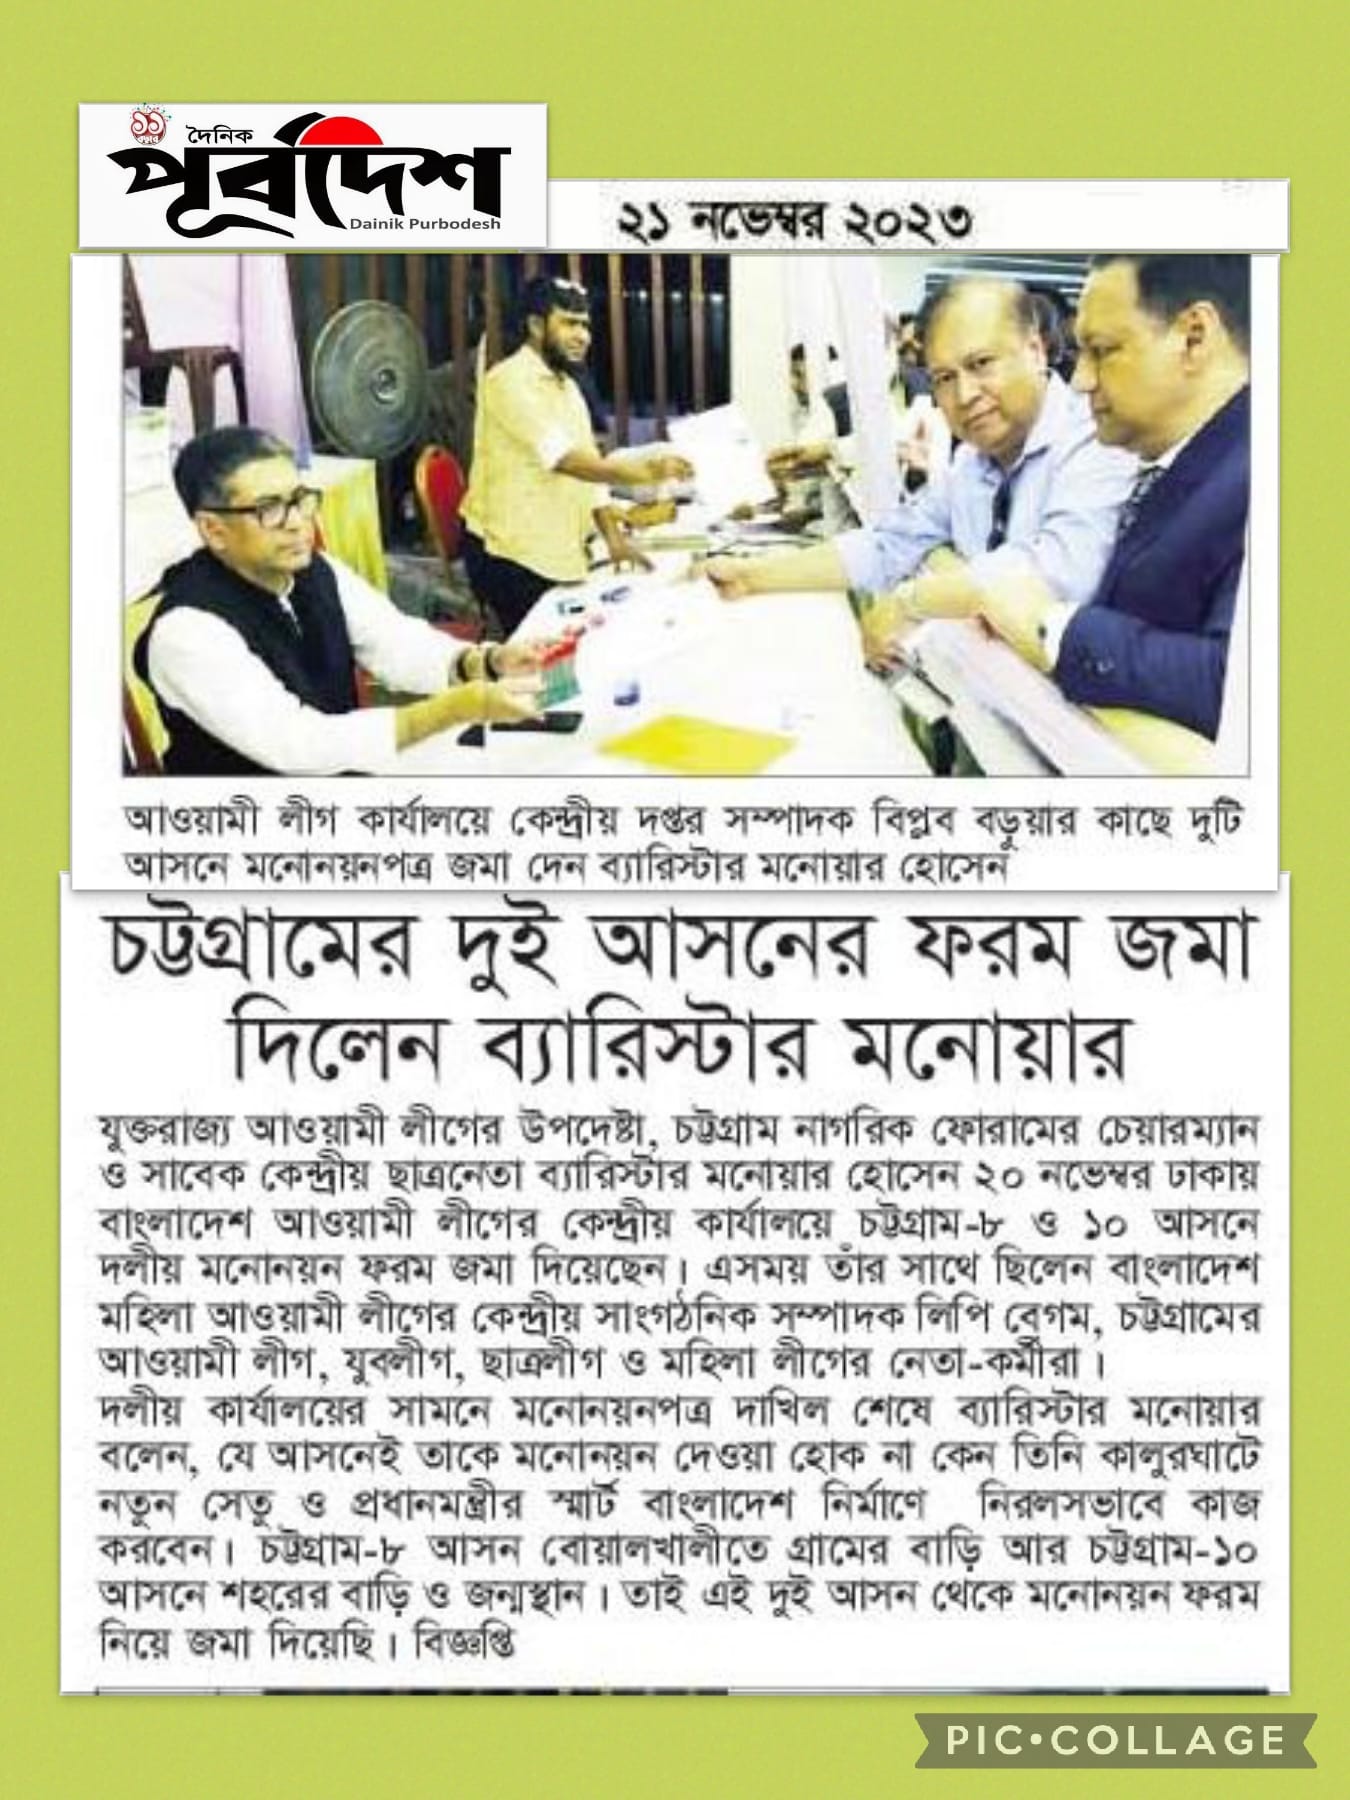 ১১
বছরে
দৈনিক
পূর্বদেশ
Dainik Purbodesh
২১ নভেম্বর ২০২৩
আওয়ামী লীগ কার্যালয়ে কেন্দ্রীয় দপ্তর সম্পাদক বিপ্লব বড়ুয়ার কাছে দুটি
আসনে মনোনয়নপত্র জমা দেন ব্যারিস্টার মনোয়ার হোসেন
চট্টগ্রামের দুই আসনের ফরম জমা
দিলেন ব্যারিস্টার মনোয়ার
যুক্তরাজ্য আওয়ামী লীগের উপদেষ্টা, চট্টগ্রাম নাগরিক ফোরামের চেয়ারম্যান
ও সাবেক কেন্দ্রীয় ছাত্রনেতা ব্যারিস্টার মনোয়ার হোসেন ২০ নভেম্বর ঢাকায়
বাংলাদেশ আওয়ামী লীগের কেন্দ্রীয় কার্যালয়ে চট্টগ্রাম-৮ ও ১০ আসনে
দলীয় মনোনয়ন ফরম জমা দিয়েছেন। এসময় তাঁর সাথে ছিলেন বাংলাদেশ
মহিলা আওয়ামী লীগের কেন্দ্রীয় সাংগঠনিক সম্পাদক লিপি বেগম, চট্টগ্রামের
আওয়ামী লীগ, যুবলীগ, ছাত্রলীগ ও মহিলা লীগের নেতা-কর্মীরা।
দলীয় কার্যালয়ের সামনে মনোনয়নপত্র দাখিল শেষে ব্যারিস্টার মনোয়ার
বলেন, যে আসনেই তাকে মনোনয়ন দেওয়া হোক না কেন তিনি কালুরঘাটে
নতুন সেতু ও প্রধানমন্ত্রীর স্মার্ট বাংলাদেশ নির্মাণে নিরলসভাবে কাজ
করবেন। চট্টগ্রাম-৮ আসন বোয়ালখালীতে গ্রামের বাড়ি আর চট্টগ্রাম-১০
আসনে শহরের বাড়ি ও জন্মস্থান। তাই এই দুই আসন থেকে মনোনয়ন ফরম
নিয়ে জমা দিয়েছি। বিজ্ঞপ্তি
PIC•COLLAGE